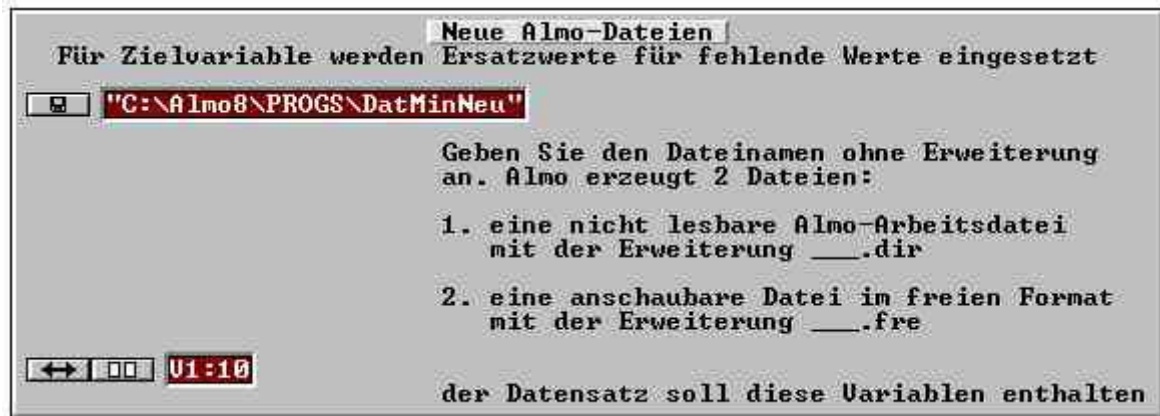 Neue Almo-Dateien
Für Zielvariable werden Ersatzwerte für fehlende Werte eingesetzt
"C:\Almo8\PROGS\DatMinNeu"
Geben Sie den Dateinamen ohne Erweiterung
an. Almo erzeugt 2 Dateien:
1. eine nicht lesbare Almo-Arbeitsdatei
mit der Erweiterung ___.dir
2. eine anschaubare Datei im freien Format
mit der Erweiterung ___.fre
V1:10
der Datensatz soll diese Variablen enthalten